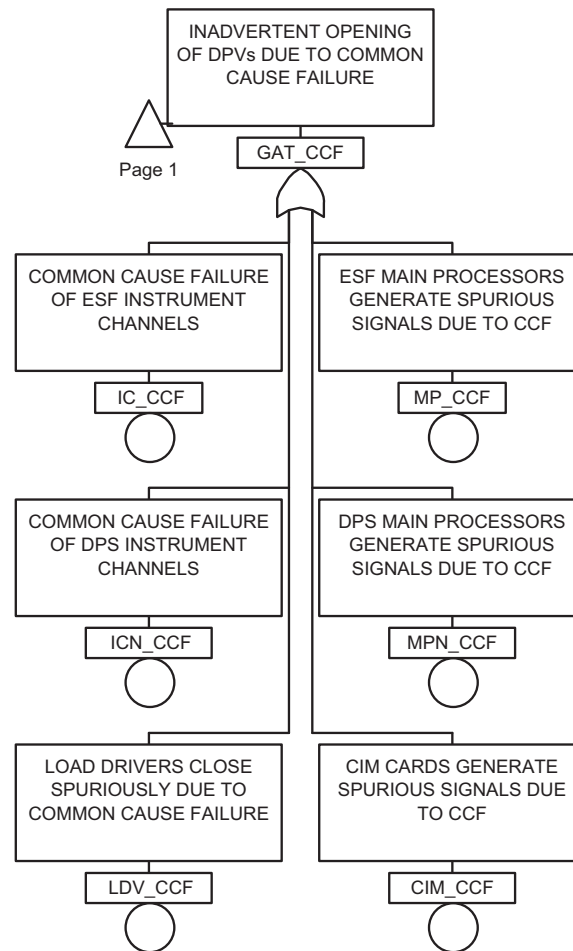 INADVERTENT OPENING
OF DPVs DUE TO COMMON
CAUSE FAILURE
Page 1
GAT_CCF
COMMON CAUSE FAILURE
OF ESF INSTRUMENT
CHANNELS
IC_CCF
ESF MAIN PROCESSORS
GENERATE SPURIOUS
SIGNALS DUE TO CCF
MP_CCF
COMMON CAUSE FAILURE
OF DPS INSTRUMENT
CHANNELS
ICN_CCF
DPS MAIN PROCESSORS
GENERATE SPURIOUS
SIGNALS DUE TO CCF
MPN_CCF
LOAD DRIVERS CLOSE
SPURIOUSLY DUE TO
COMMON CAUSE FAILURE
LDV_CCF
CIM CARDS GENERATE
SPURIOUS SIGNALS DUE
TO CCF
CIM_CCF